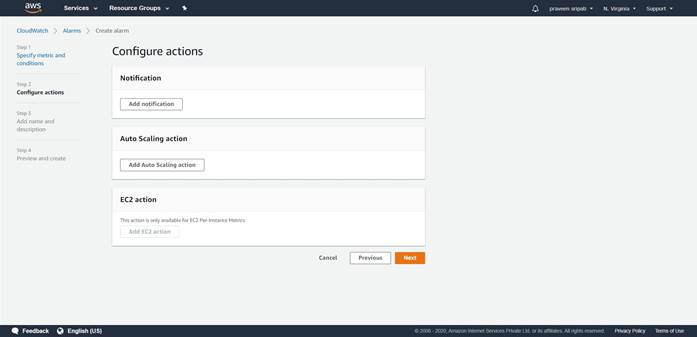 aws
Services
Resource Groups
praveen sripati
N. Virginia
Support
CloudWatch
Alarms
Create alarm
Step 1
Specify metric and
conditions
Step 2
Configure actions
Step 3
Add name and
description
Step 4
Preview and create
Configure actions
Notification
Add notification
Auto Scaling action
Add Auto Scaling action
EC2 action
This action is only available for EC2 Per-Instance Metrics
Add EC2 action
Cancel
Previous
Next
Feedback
English (US)
© 2008 - 2020, Amazon Internet Services Private Ltd. or its affiliates. All rights reserved.
Privacy Policy
Terms of Use